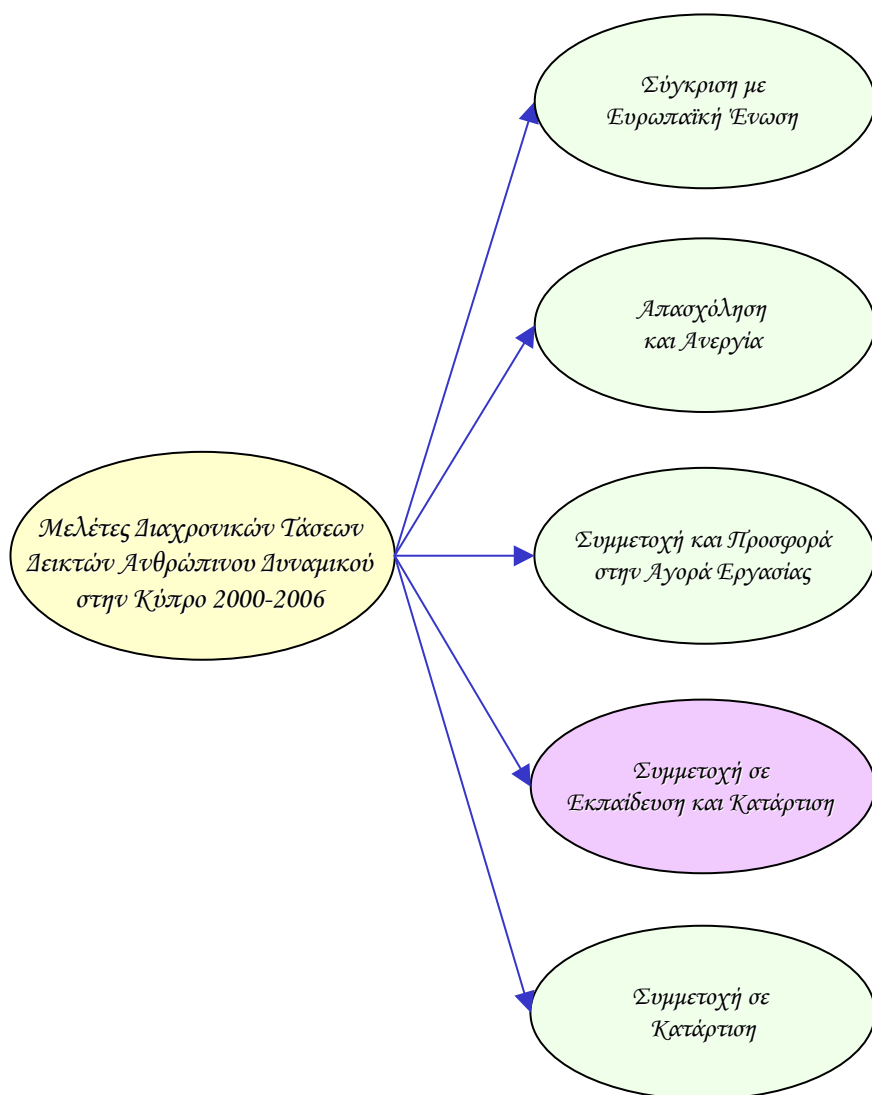 Σύγκριση με
Ευρωπαϊκή Ένωση
Απασχόληση
και Ανεργία
Μελέτες Διαχρονικών Τάσεων
Δεικτών Ανθρώπινου Δυναμικού
στην Κύπρο 2000-2006
Συμμετοχή και Προσφορά
στην Αγορά Εργασίας
Συμμετοχή σε
Εκπαίδευση και Κατάρτιση
Συμμετοχή σε
Κατάρτιση